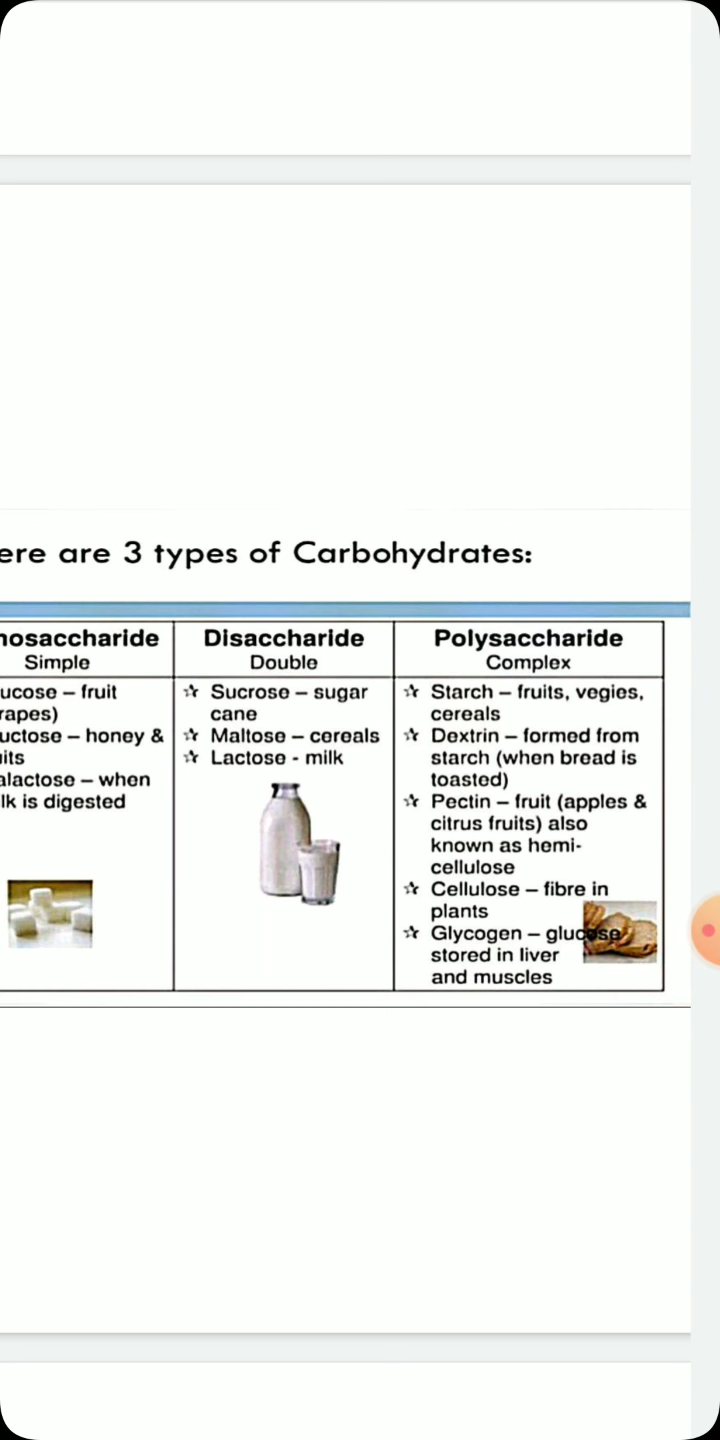 ere are 3 types of Carbohydrates:
nosaccharide
Simple
ucose – fruit
rapes)
uctose – honey &
its
alactose – when
lk is digested
Disaccharide
Double
☆ Sucrose – sugar
cane
☆ Maltose – cereals
☆ Lactose - milk
Polysaccharide
Complex
☆ Starch – fruits, vegies,
cereals
☆ Dextrin – formed from
starch (when bread is
toasted)
☆ Pectin – fruit (apples &
citrus fruits) also
known as hemi-
cellulose
☆ Cellulose – fibre in
plants
☆ Glycogen – glucose
stored in liver
and muscles